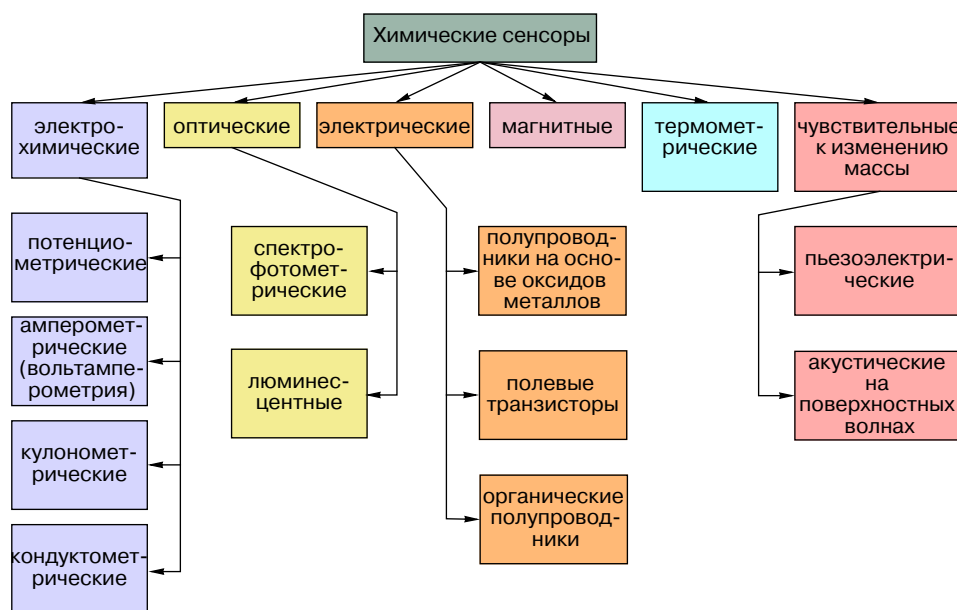 Химические сенсоры
электро-
химические
оптические
электрические
магнитные
термомет-
рические
чувствительные
к изменению
массы
потенцио-
метрические
амперомет-
рические
(вольтампе-
рометрия)
кулономет-
рические
кондуктомет-
рические
спектро-
фотомет-
рические
люминес-
центные
полупровод-
ники на осно-
ве оксидов
металлов
полевые
транзисторы
органические
полупровод-
ники
пьезоэлектри-
ческие
акустические
на
поверхностных
волнах